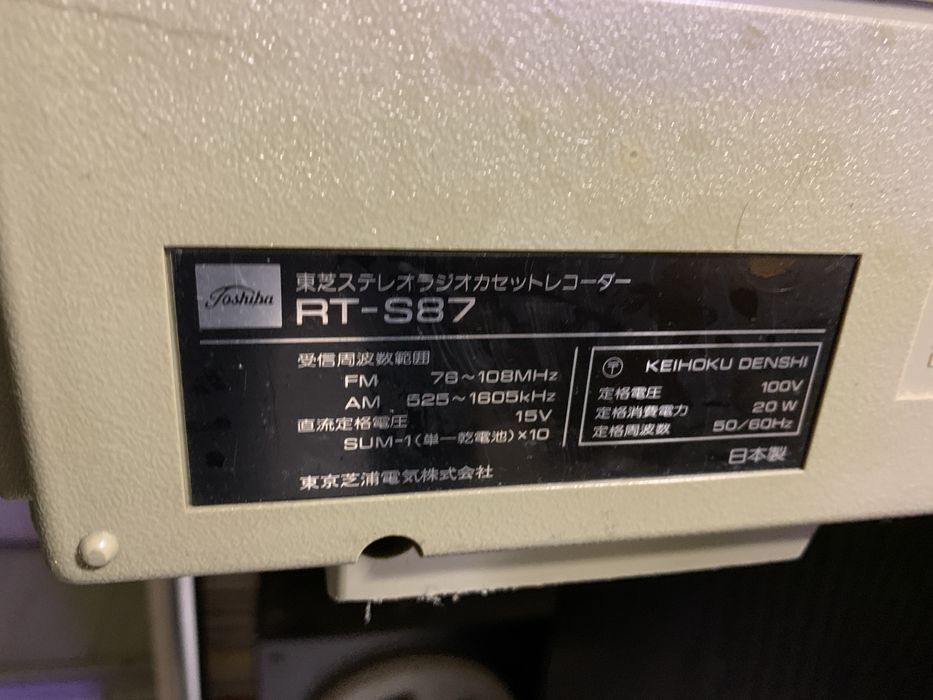 Toshiba
東芝ステレオラジオカセットレコーダー
RT-S87
受信周波数範囲
FM 76～108MHz
AM 525～1605kHz
直流定格電圧 15V
SUM-1(単一乾電池)×10
東京芝浦電気株式会社
〒 KEIHOKU DENSHI
定格電圧 100V
定格消費電力 20W
定格周波数 50/60Hz
日本製